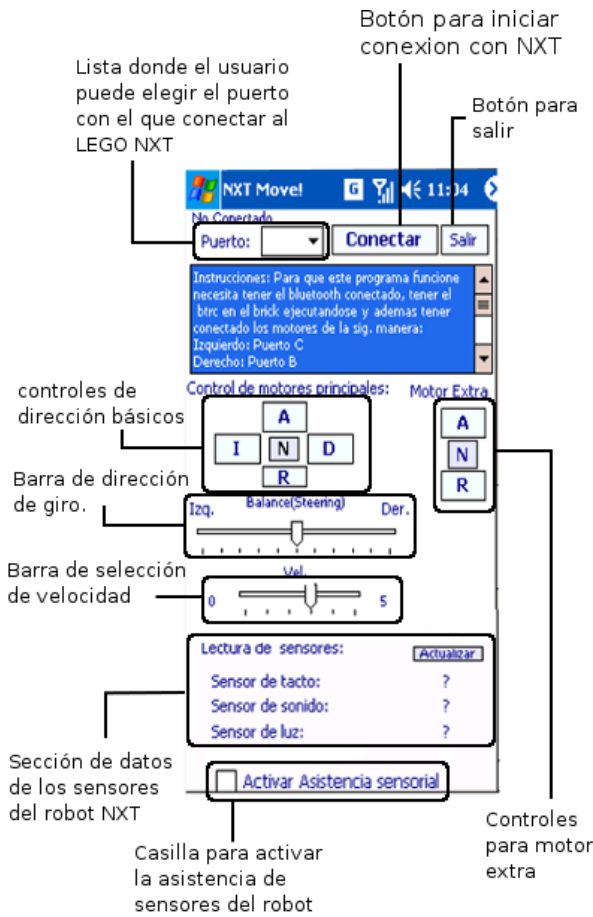 Botón para iniciar
conexion con NXT
Lista donde el usuario
puede elegir el puerto
con el que conectar al
LEGO NXT
Botón para
salir
NXT Move! G 11:04
No Conectado
Puerto: Conectar Salir
Instrucciones: Para que este programa funcione
necesita tener el bluetooth conectado, tener el
btrc en el brick ejecutandose y ademas tener
conectado los motores de la sig. manera:
Izquierdo: Puerto C
Derecho: Puerto B
controles de
dirección básicos
Control de motores principales: Motor Extra
A
I N D
R
A
N
R
Barra de dirección
de giro.
Izq. Balance(Steering) Der.
Barra de selección
de velocidad
Vel.
0 5
Lectura de sensores: Actualizar
Sensor de tacto: ?
Sensor de sonido: ?
Sensor de luz: ?
Sección de datos
de los sensores
del robot NXT
Activar Asistencia sensorial
Controles
para motor
extra
Casilla para activar
la asistencia de
sensores del robot